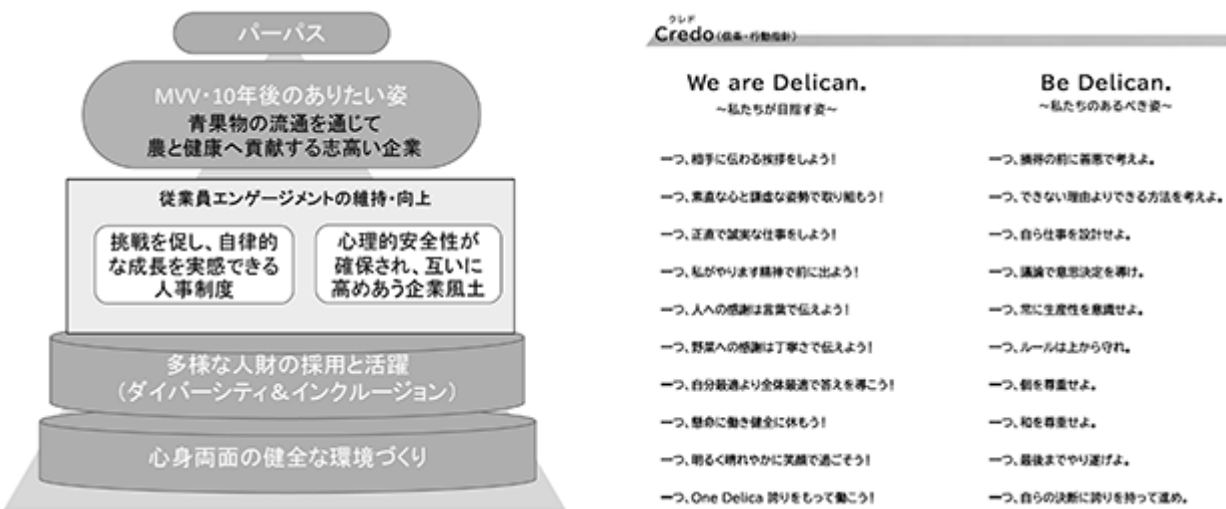 パーパス
MVV・10年後のありたい姿
青果物の流通を通じて
農と健康へ貢献する志高い企業
従業員エンゲージメントの維持・向上
挑戦を促し、自律的
な成長を実感できる
人事制度
心理的安全性が
確保され、互いに
高めあう企業風土
多様な人財の採用と活躍
(ダイバーシティ&インクルージョン)
心身両面の健全な環境づくり
クレド
Credo(信条・行動指針)
We are Delican.
~私たちが目指す姿~
一つ、相手に伝わる挨拶をしよう!
一つ、素直な心と謙虚な姿勢で取り組もう!
一つ、正直で誠実な仕事をしよう!
一つ、私がやります精神で前に出よう!
一つ、人への感謝は言葉で伝えよう!
一つ、野菜への感謝は丁寧さで伝えよう!
一つ、自分最適より全体最適で答えを導こう!
一つ、懸命に働き健全に休もう!
一つ、明るく晴れやかに笑顔で過ごそう!
一つ、One Delica 誇りをもって働こう!
Be Delican.
~私たちのあるべき姿~
一つ、損得の前に善悪で考えよ。
一つ、できない理由よりできる方法を考えよ。
一つ、自ら仕事を設計せよ。
一つ、議論で意思決定を導け。
一つ、常に生産性を意識せよ。
一つ、ルールは上から守れ。
一つ、個を尊重せよ。
一つ、和を尊重せよ。
一つ、最後までやり遂げよ。
一つ、自らの決断に誇りを持って進め。